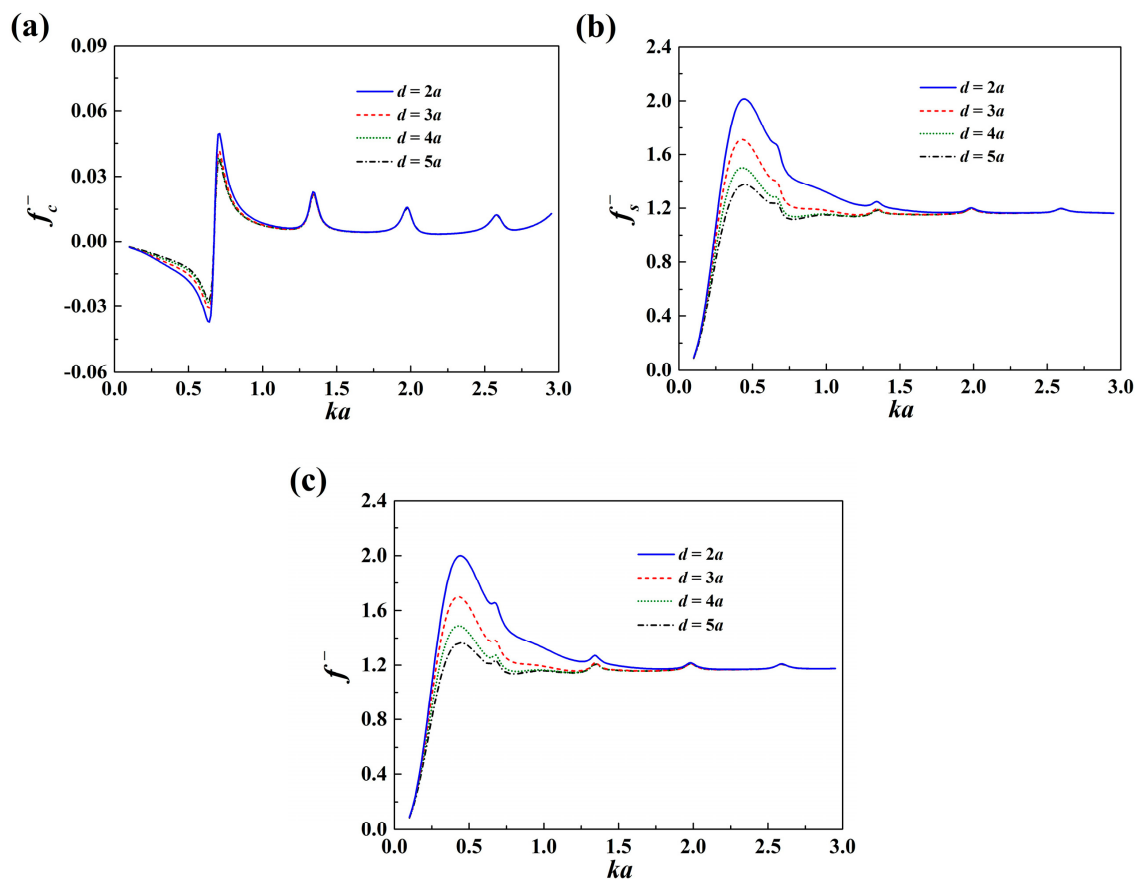 (a)
0.09
0.06
0.03
0.00
-0.03
-0.06
f_c^-
0.0 0.5 1.0 1.5 2.0 2.5 3.0
ka
d = 2a
d = 3a
d = 4a
d = 5a
(b)
2.4
2.0
1.6
1.2
0.8
0.4
0.0
f_s^-
0.0 0.5 1.0 1.5 2.0 2.5 3.0
ka
d = 2a
d = 3a
d = 4a
d = 5a
(c)
2.4
2.0
1.6
1.2
0.8
0.4
0.0
f^-
0.0 0.5 1.0 1.5 2.0 2.5 3.0
ka
d = 2a
d = 3a
d = 4a
d = 5a